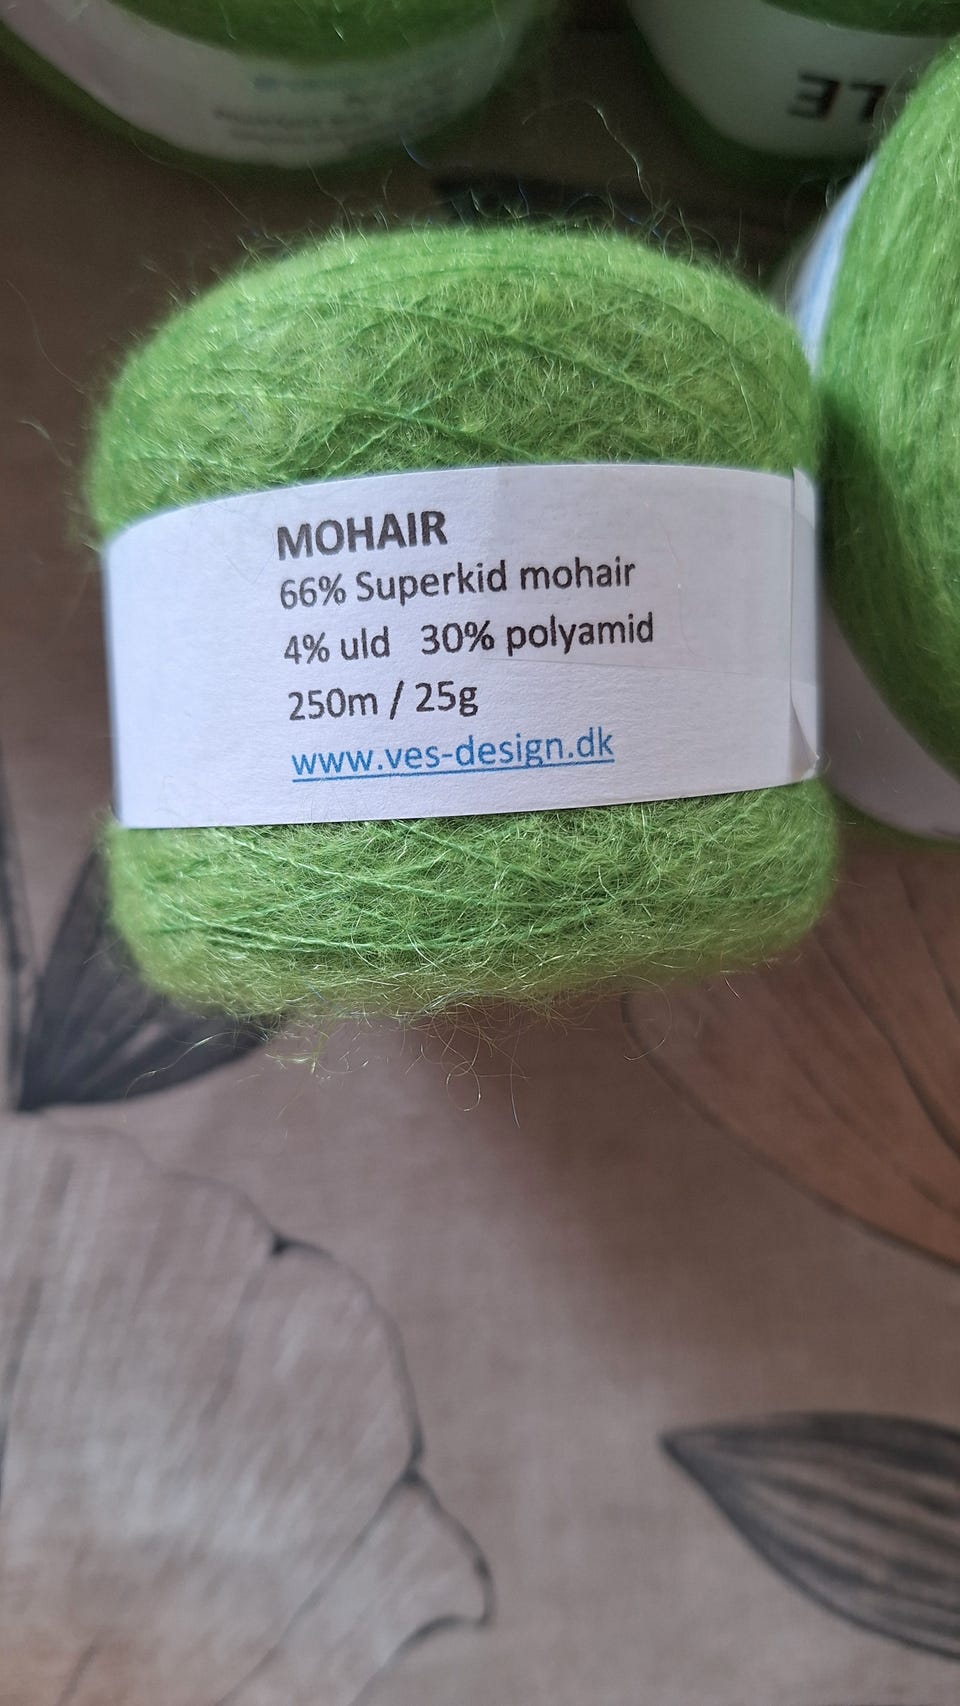 MOHAIR
66% Superkid mohair
4% uld 30% polyamid
250m / 25g
www.ves-design.dk